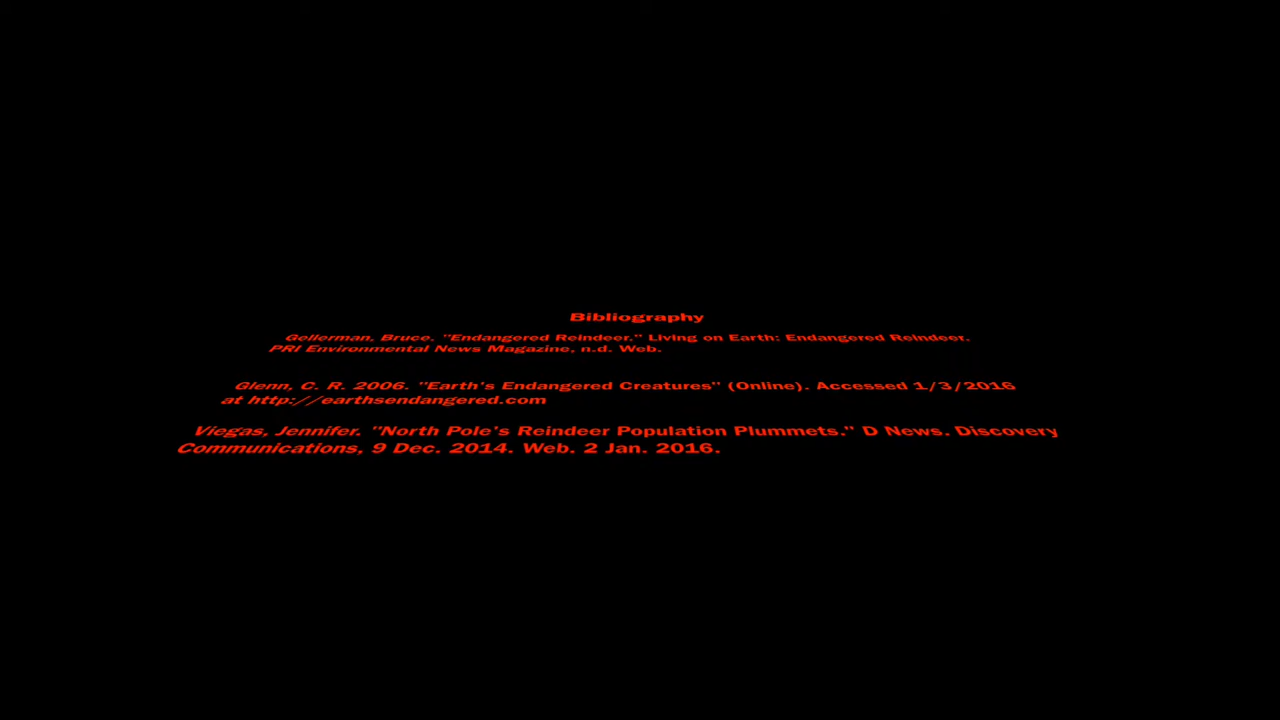 Bibliography
Gellerman, Bruce. "Endangered Reindeer." Living on Earth: Endangered Reindeer.
PRI Environmental News Magazine, n.d. Web.
Glenn, C. R. 2006. "Earth's Endangered Creatures" (Online). Accessed 1/3/2016
at http://earthsendangered.com
Viegas, Jennifer. "North Pole's Reindeer Population Plummets." D News. Discovery
Communications, 9 Dec. 2014. Web. 2 Jan. 2016.